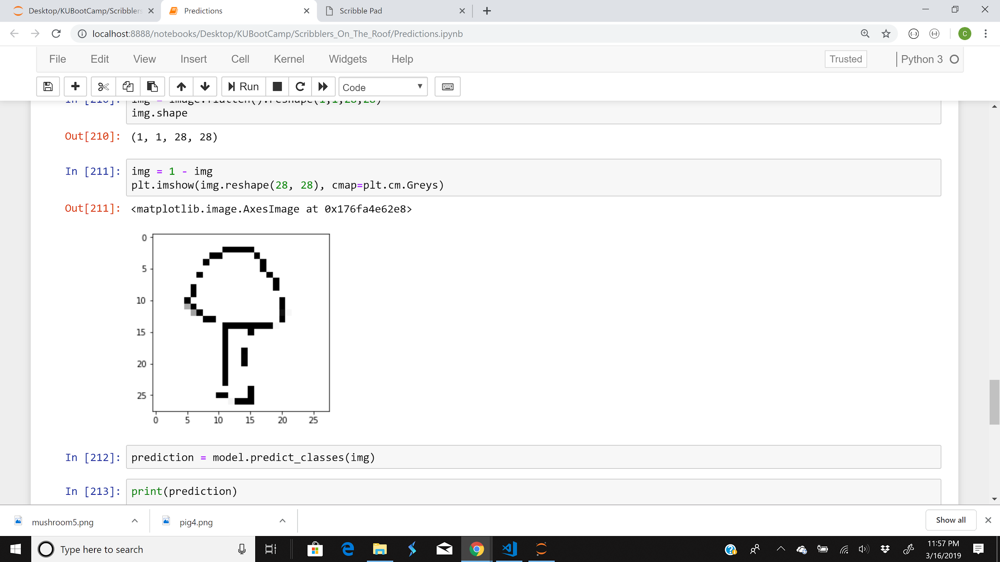 Desktop/KUBootCamp/Scribblers
Predictions
Scribble Pad
localhost:8888/notebooks/Desktop/KUBootCamp/Scribblers_On_The_Roof/Predictions.ipynb
C
File Edit View Insert Cell Kernel Widgets Help Trusted Python 3
Run Code
In [210]: img = image.flatten().reshape(1,1,28,28)
img.shape
Out[210]: (1, 1, 28, 28)
In [211]: img = 1 - img
plt.imshow(img.reshape(28, 28), cmap=plt.cm.Greys)
Out[211]: <matplotlib.image.AxesImage at 0x176fa4e62e8>
0
5
10
15
20
25
0 5 10 15 20 25
In [212]: prediction = model.predict_classes(img)
In [213]: print(prediction)
mushroom5.png pig4.png Show all
Type here to search
11:57 PM
3/16/2019